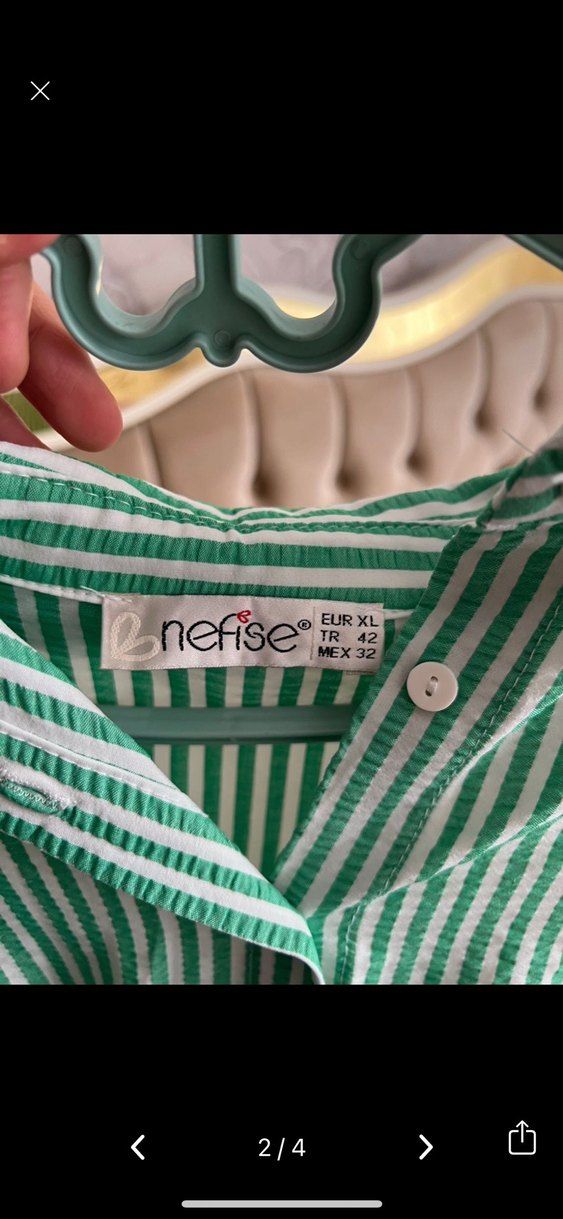 nefise®
EUR XL
TR 42
MEX 32
2 / 4